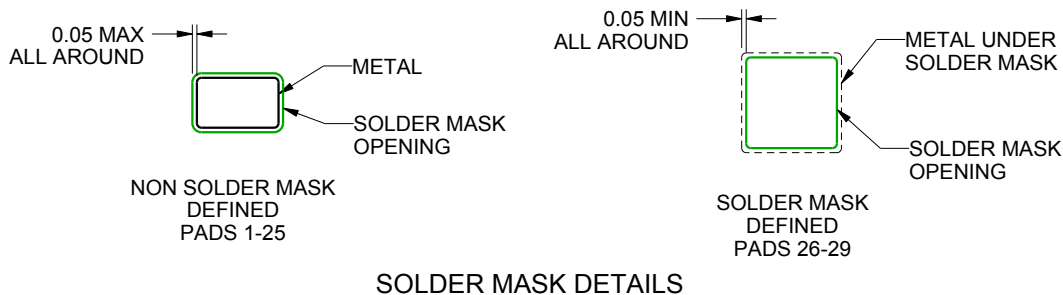 0.05 MAX
ALL AROUND
METAL
SOLDER MASK
OPENING
NON SOLDER MASK
DEFINED
PADS 1-25
0.05 MIN
ALL AROUND
METAL UNDER
SOLDER MASK
SOLDER MASK
OPENING
SOLDER MASK
DEFINED
PADS 26-29
SOLDER MASK DETAILS